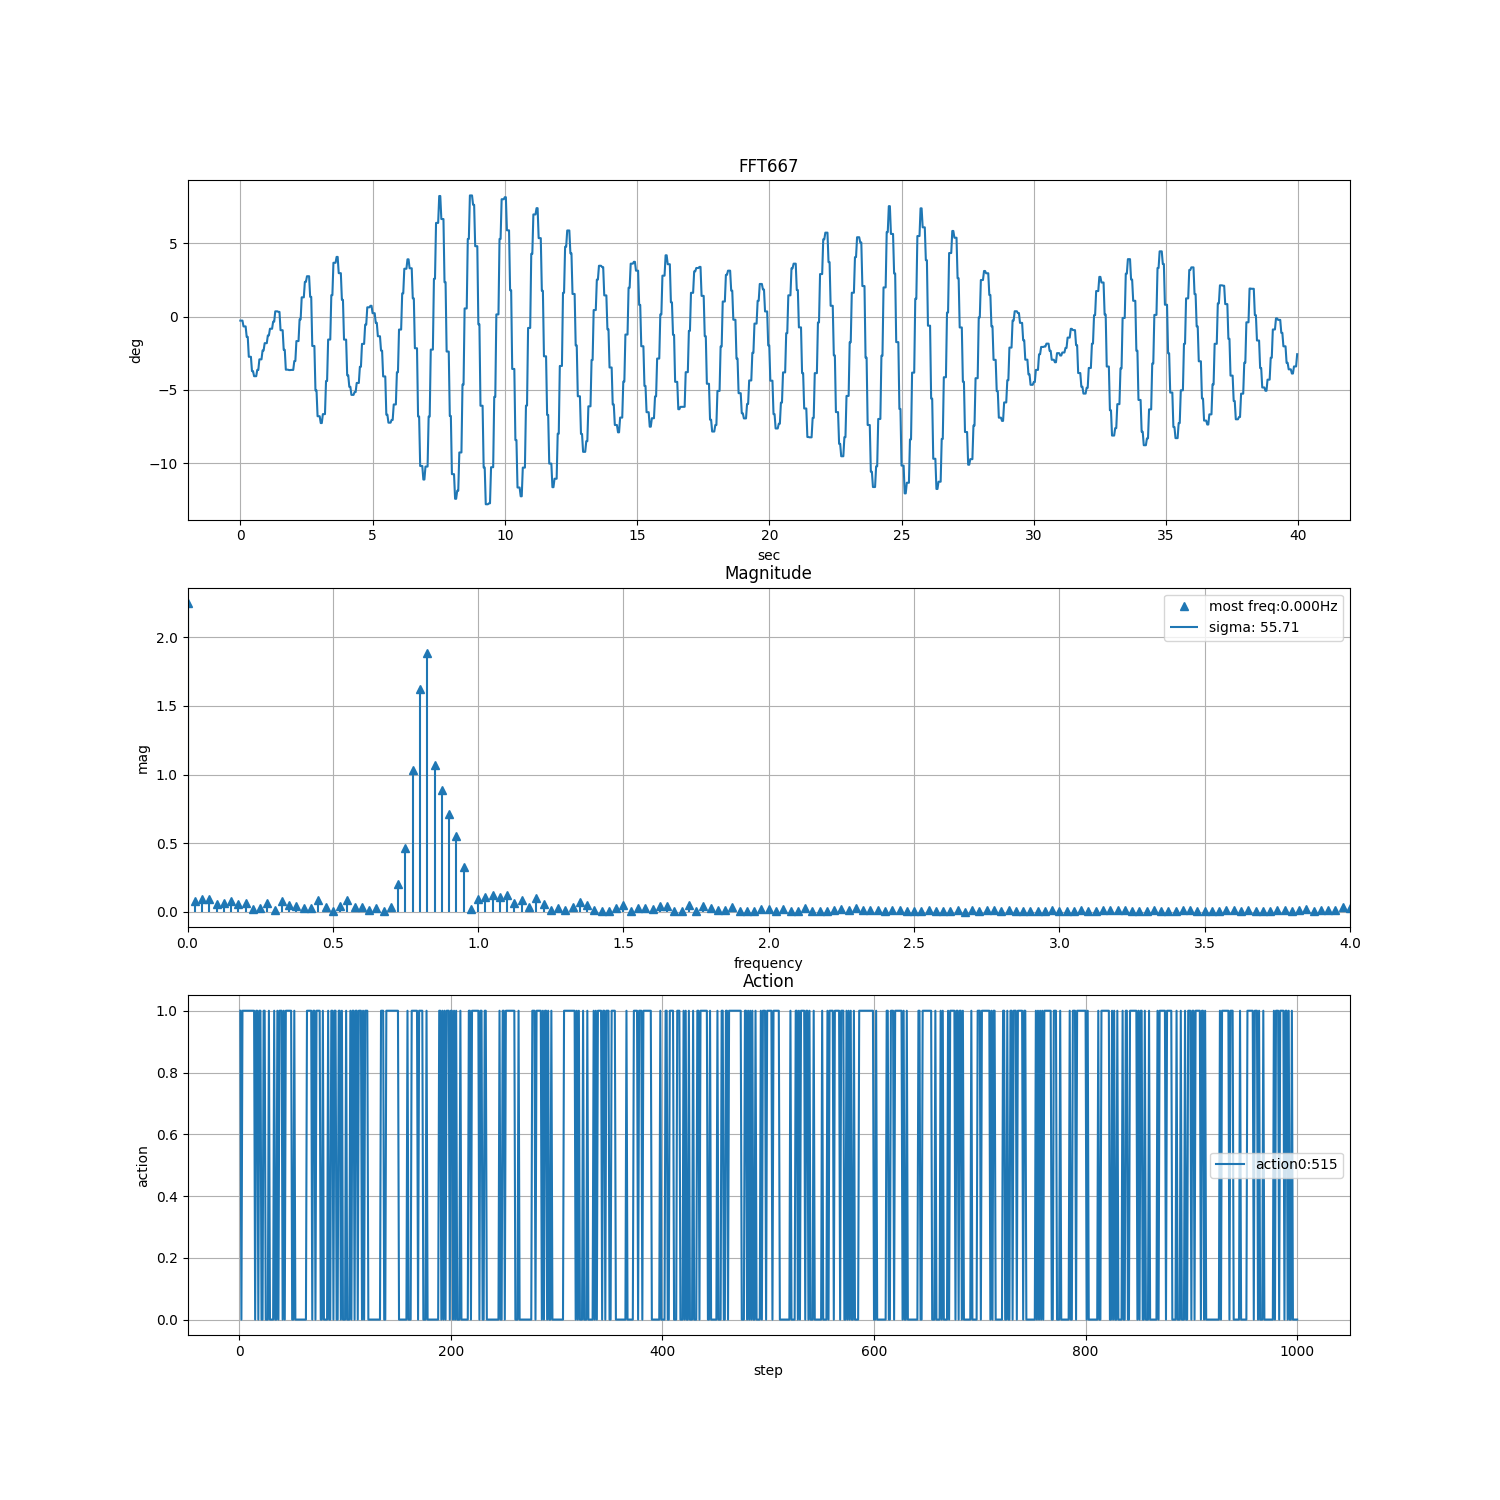 FFT667
5
0
−5
−10
deg
0 5 10 15 20 25 30 35 40
sec
Magnitude
most freq:0.000Hz
sigma: 55.71
2.0
1.5
1.0
0.5
0.0
mag
0.0 0.5 1.0 1.5 2.0 2.5 3.0 3.5 4.0
frequency
Action
1.0
0.8
0.6
0.4
0.2
0.0
action
action0:515
0 200 400 600 800 1000
step